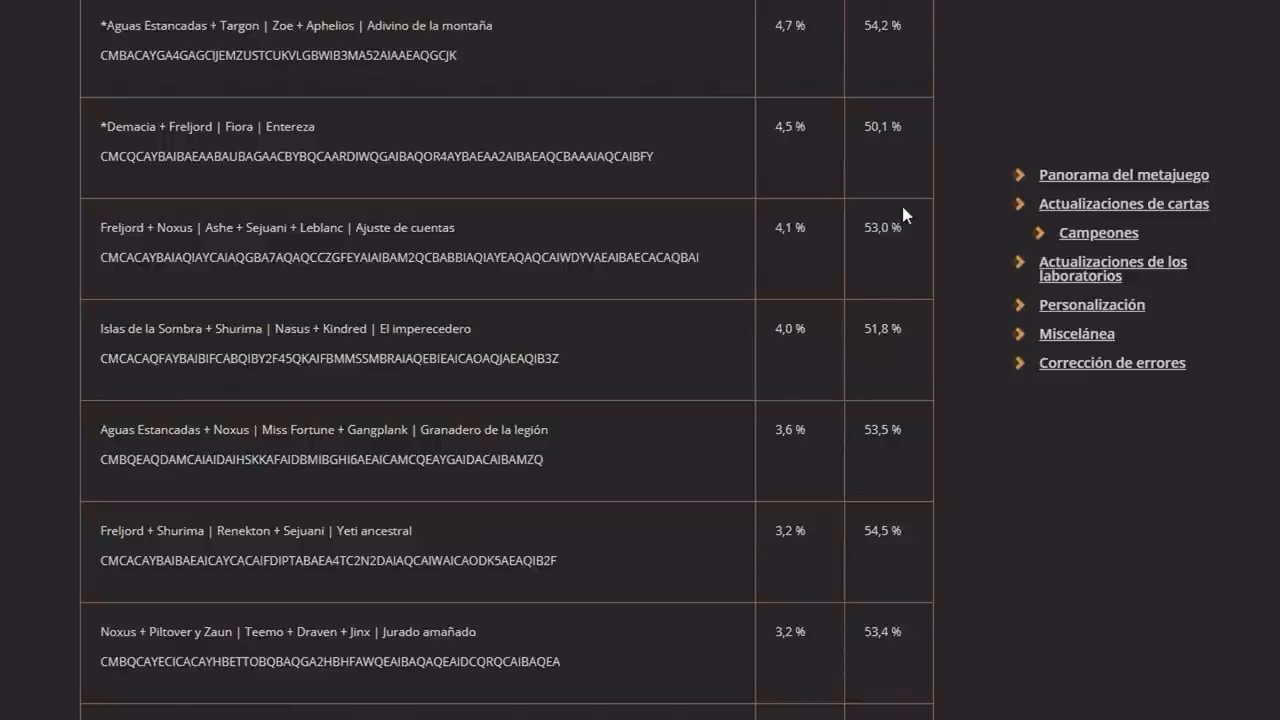 *Aguas Estancadas + Targon | Zoe + Aphelios | Adivino de la montaña
4,7 %
54,2 %
CMBACAYGA4GAGCIJEMZUSTCUKVLGBWIB3MA52AIAAEAQGCJK
*Demacia + Freljord | Fiora | Entereza
4,5 %
50,1 %
CMCQCAYBAIBAEAABAUBAGAACBYBQCAARDIWQGAIBAQOR4AYBAEAA2AIBAEAQCBAAAIAQCAIBFY
Freljord + Noxus | Ashe + Sejuani + Leblanc | Ajuste de cuentas
4,1 %
53,0 %
CMCACAYBAIAQIAYCAIAQGBA7AQAQCCZGFEYAIAIBAM2QCBABBIAQIAYEAQAQCAIWDYVAEAIBAECACAQBAI
Islas de la Sombra + Shurima | Nasus + Kindred | El imperecedero
4,0 %
51,8 %
CMCACAQFAYBAIBIFCABQIBY2F45QKAIFBMMSSMBRAIAQEBIEAICAOAQJAEAQIB3Z
Aguas Estancadas + Noxus | Miss Fortune + Gangplank | Granadero de la legión
3,6 %
53,5 %
CMBQEAQDAMCAIAIDAIHSKKAFAIDBMIBGHI6AEAICAMCQEAYGAIDACAIBAMZQ
Freljord + Shurima | Renekton + Sejuani | Yeti ancestral
3,2 %
54,5 %
CMCACAYBAIBAEAICAYCACAIFDIPTABAEA4TC2N2DAIAQCAIWAICAODK5AEAQIB2F
Noxus + Piltover y Zaun | Teemo + Draven + Jinx | Jurado amañado
3,2 %
53,4 %
CMBQCAYECICACAYHBETTOBQBAQGA2HBHFAWQEAIBAQAQEAIDCQRQCAIBAQEA
Panorama del metajuego
Actualizaciones de cartas
Campeones
Actualizaciones de los
laboratorios
Personalización
Miscelánea
Corrección de errores